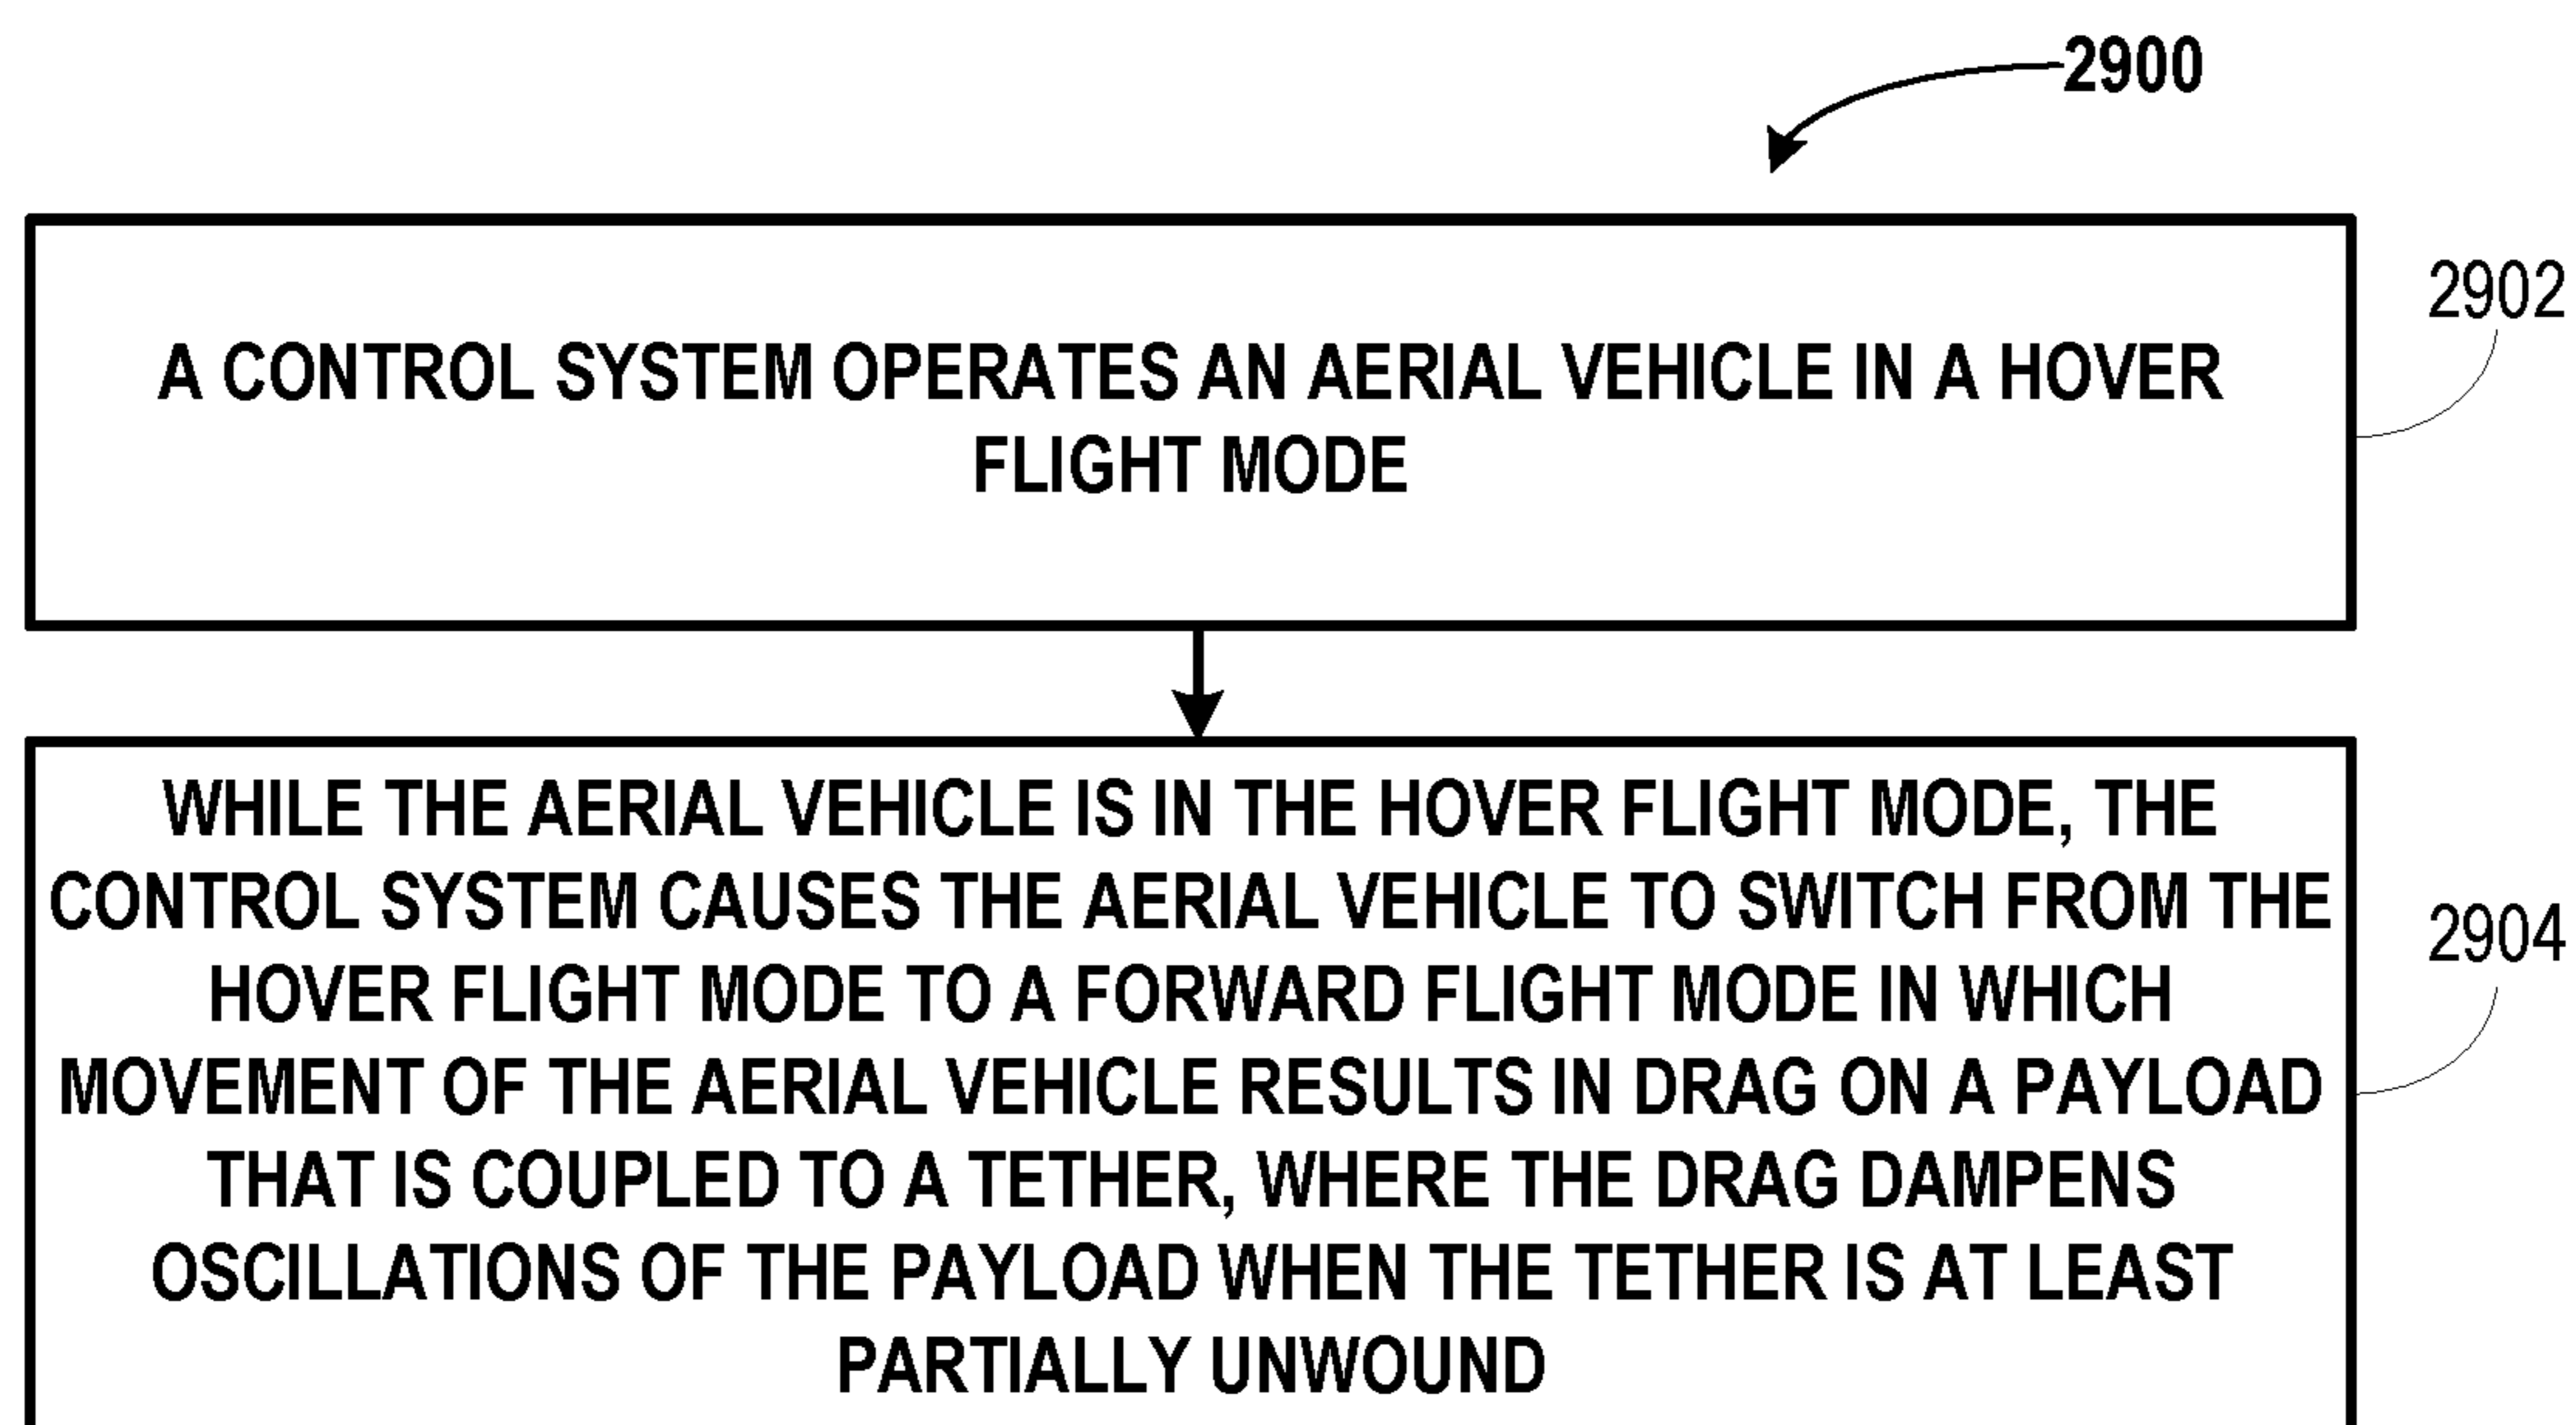 2900
A CONTROL SYSTEM OPERATES AN AERIAL VEHICLE IN A HOVER
FLIGHT MODE
2902
WHILE THE AERIAL VEHICLE IS IN THE HOVER FLIGHT MODE, THE
CONTROL SYSTEM CAUSES THE AERIAL VEHICLE TO SWITCH FROM THE
HOVER FLIGHT MODE TO A FORWARD FLIGHT MODE IN WHICH
MOVEMENT OF THE AERIAL VEHICLE RESULTS IN DRAG ON A PAYLOAD
THAT IS COUPLED TO A TETHER, WHERE THE DRAG DAMPENS
OSCILLATIONS OF THE PAYLOAD WHEN THE TETHER IS AT LEAST
PARTIALLY UNWOUND
2904